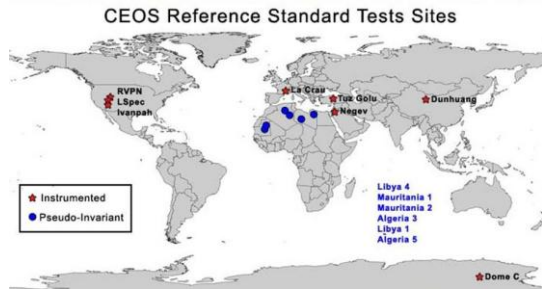 CEOS Reference Standard Tests Sites
RVPN
LSpec
Ivanpah
La Crau
Tuz Golu
Negev
Dunhuang
Instrumented
Pseudo-Invariant
Libya 4
Mauritania 1
Mauritania 2
Algeria 3
Libya 1
Algeria 5
Dome C